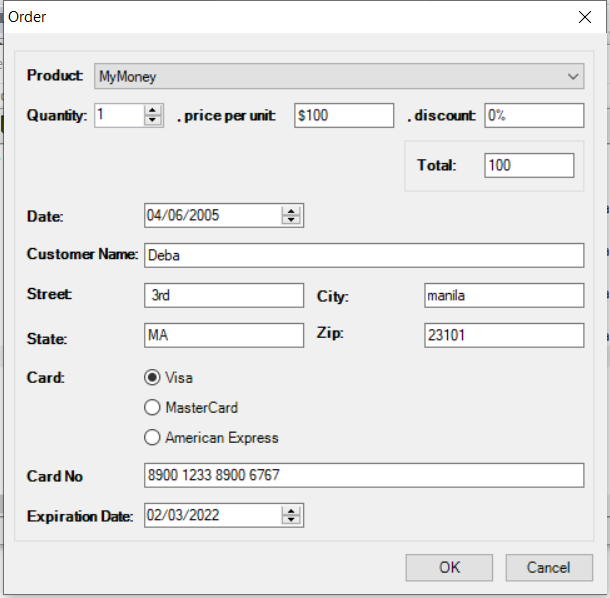 Order
Product: MyMoney
Quantity: 1 , price per unit: $100 , discount: 0%
Total: 100
Date: 04/06/2005
Customer Name: Deba
Street: 3rd City: manila
State: MA Zip: 23101
Card: Visa
MasterCard
American Express
Card No 8900 1233 8900 6767
Expiration Date: 02/03/2022
OK Cancel